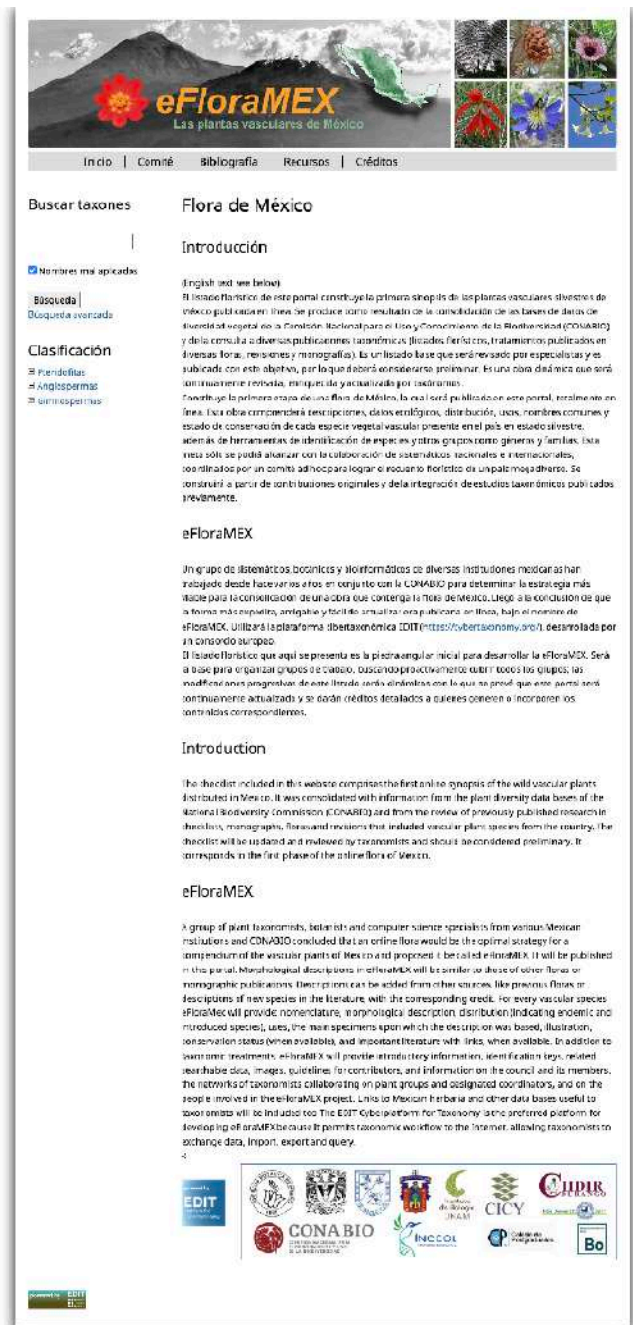 eFloraMEX
Las plantas vasculares de México
Inicio | Comité Bibliografía Recursos | Créditos
Buscar taxones
Nombres mal aplicados
Búsqueda
Búsqueda avanzada
Clasificación
Pteridofitas
Angiospermas
Gimnospermas
Flora de México
Introducción
(English text see below)
El listado florístico de este portal constituye la primera sinopsis de las plantas vasculares silvestres de
México publicada en línea. Se produce como resultado de la consolidación de las bases de datos de
diversidad vegetal de la Comisión Nacional para el Uso y Conocimiento de la Biodiversidad (CONABIO)
y de la consulta a diversas publicaciones taxonómicas (listados florísticos, tratamientos publicados en
diversas floras, revisiones y monografías). Es un listado base que será revisado por especialistas y es
publicado con este objetivo, por lo que deberá considerarse preliminar. Es una obra dinámica que será
continuamente revisada, enriquecida y actualizada por taxónomos.
Constituye la primera etapa de una flora de México, la cual será publicada en este portal, totalmente en
línea. Esta obra comprenderá descripciones, datos ecológicos, distribución, usos, nombres comunes y
estado de conservación de cada especie vegetal vascular presente en el país en estado silvestre,
además de herramientas de identificación de especies y otros grupos como géneros y familias. Esta
meta sólo se podrá alcanzar con la colaboración de sistemáticos nacionales e internacionales,
coordinados por un comité adhoc para lograr el recuento florístico de un país megadiverso. Se
construirá a partir de contribuciones originales y de la integración de estudios taxonómicos publicados
previamente.
eFloraMEX
Un grupo de sistemáticos, botánicos y bioinformáticos de diversas instituciones mexicanas han
trabajado desde hace varios años en conjunto con la CONABIO para determinar la estrategia más
viable para la consolidación de una obra que contenga la flora de México. Llegó a la conclusión de que
la forma más expedita, amigable y fácil de actualizar era publicarla en línea, bajo el nombre de
eFloraMEX. Utilizará la plataforma cibertaxonómica EDIT (https://cybertaxonomy.org/), desarrollada por
un consorcio europeo.
El listado florístico que aquí se presenta es la piedra angular inicial para desarrollar la eFloraMEX. Será
la base para organizar grupos de trabajo, buscando proactivamente cubrir todos los grupos; las
modificaciones progresivas de este listado serán dinámicas con lo que se prevé que este portal será
continuamente actualizado y se darán créditos detallados a quienes generen o incorporen los
contenidos correspondientes.
Introduction
The checklist included in this website comprises the first online synopsis of the wild vascular plants
distributed in Mexico. It was consolidated with information from the plant diversity data bases of the
National Biodiversity Commission (CONABIO) and from the review of previously published research in
checklists, monographs, floras and revisions that included vascular plant species from the country. The
checklist will be updated and reviewed by taxonomists and should be considered preliminary. It
corresponds to the first phase of the online flora of Mexico.
eFloraMEX
A group of plant taxonomists, botanists and computer science specialists from various Mexican
institutions and CONABIO concluded that an online flora would be the optimal strategy for a
compendium of the vascular plants of Mexico and proposed it be called eFloraMEX. It will be published
in this portal. Morphological descriptions in eFloraMEX will be similar to those of other floras or
monographic publications. Descriptions can be added from other sources, like previous floras or
descriptions of new species in the literature, with the corresponding credit. For every vascular species
eFloraMex will provide: nomenclature, morphological description, distribution (indicating endemic and
introduced species), uses, the main specimens upon which the description was based, illustration,
conservation status (when available), and important literature with links, when available. In addition to
taxonomic treatments, eFloraMEX will provide introductory information, identification keys, related
searchable data, images, guidelines for contributors, and information on the council and its members,
the networks of taxonomists collaborating on plant groups and designated coordinators, and on the
people involved in the eFloraMEX project. Links to Mexican herbaria and other data bases useful to
taxonomists will be included too. The EDIT Cyberplatform for Taxonomy is the preferred platform for
developing eFloraMEX because it permits taxonomic workflow to the Internet, allowing taxonomists to
exchange data, import, export and query.
EDIT
UNAM
CICY
CIIDIR
DURANGO
CONABIO
INECOL
Colegio de
Postgraduados
Bo
powered by EDIT